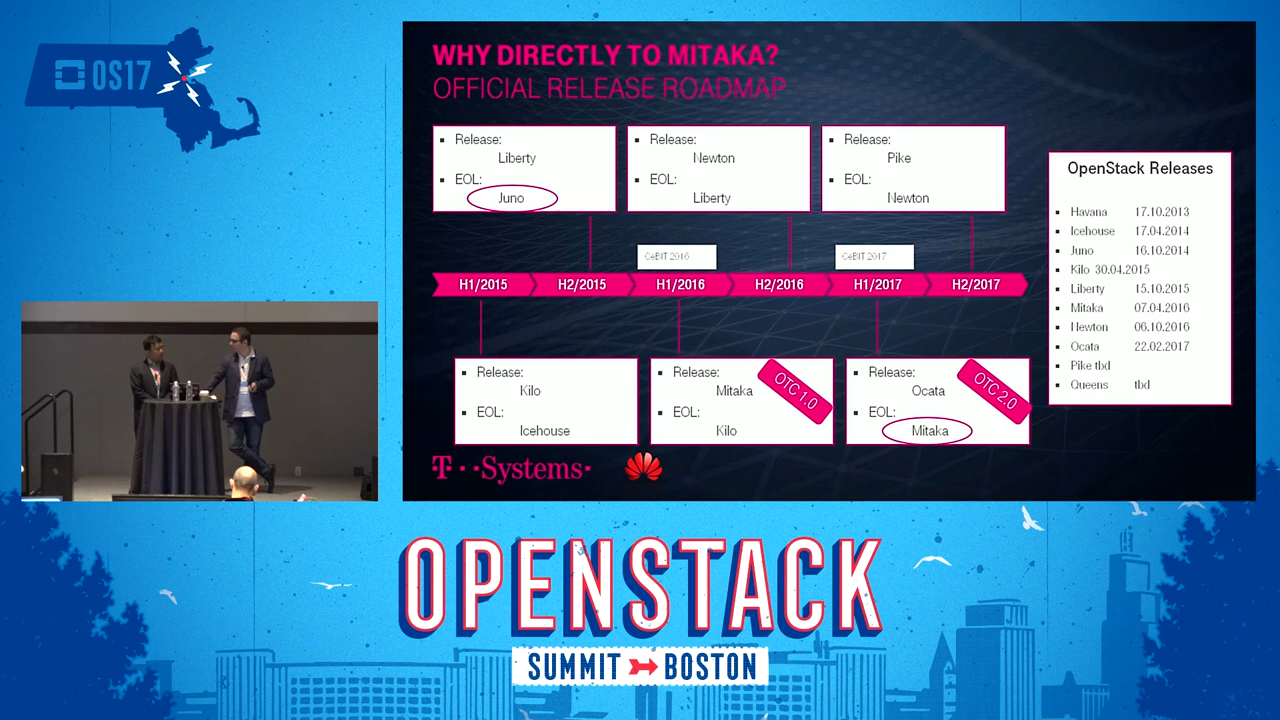 OS17
WHY DIRECTLY TO MITAKA?
OFFICIAL RELEASE ROADMAP
▪ Release:
Liberty
▪ EOL:
Juno
▪ Release:
Newton
▪ EOL:
Liberty
▪ Release:
Pike
▪ EOL:
Newton
CeBIT 2016
CeBIT 2017
H1/2015
H2/2015
H1/2016
H2/2016
H1/2017
H2/2017
▪ Release:
Kilo
▪ EOL:
Icehouse
▪ Release:
Mitaka
▪ EOL:
Kilo
OTC 1.0
▪ Release:
Ocata
▪ EOL:
Mitaka
OTC 2.0
OpenStack Releases
▪ Havana 17.10.2013
▪ Icehouse 17.04.2014
▪ Juno 16.10.2014
▪ Kilo 30.04.2015
▪ Liberty 15.10.2015
▪ Mitaka 07.04.2016
▪ Newton 06.10.2016
▪ Ocata 22.02.2017
▪ Pike tbd
▪ Queens tbd
T · · Systems ·
OPENSTACK
SUMMIT BOSTON